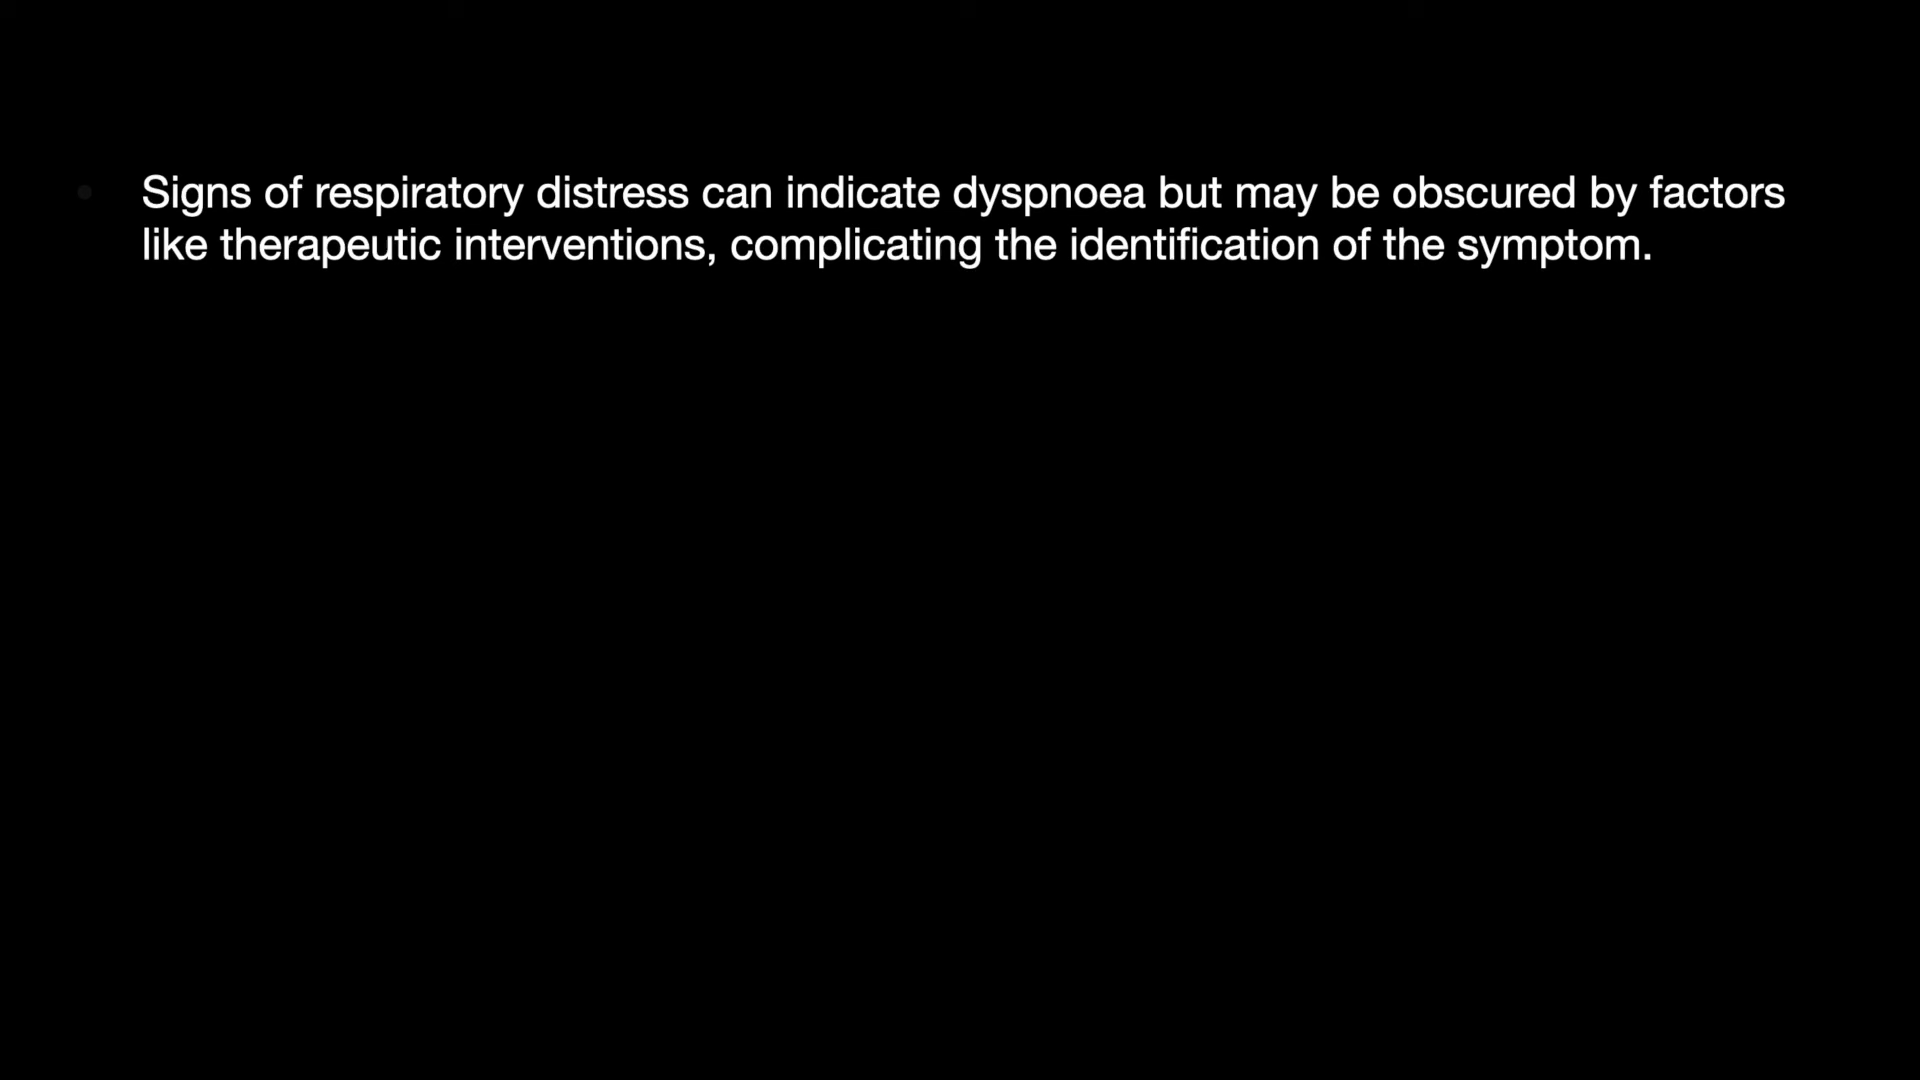 • Signs of respiratory distress can indicate dyspnoea but may be obscured by factors
like therapeutic interventions, complicating the identification of the symptom.